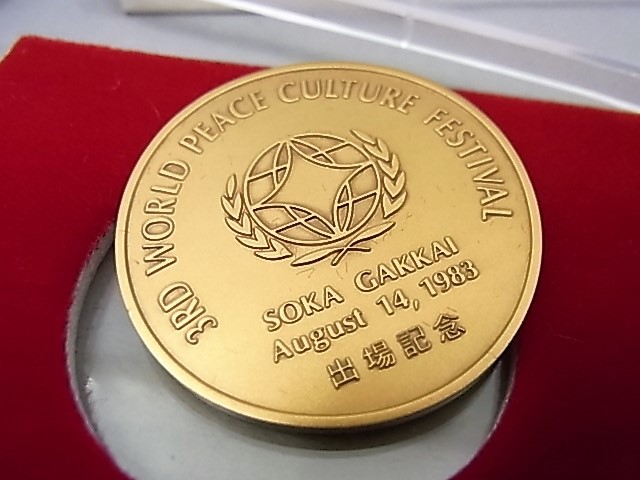 3RD WORLD PEACE CULTURE FESTIVAL
SOKA GAKKAI
August 14, 1983
出場記念